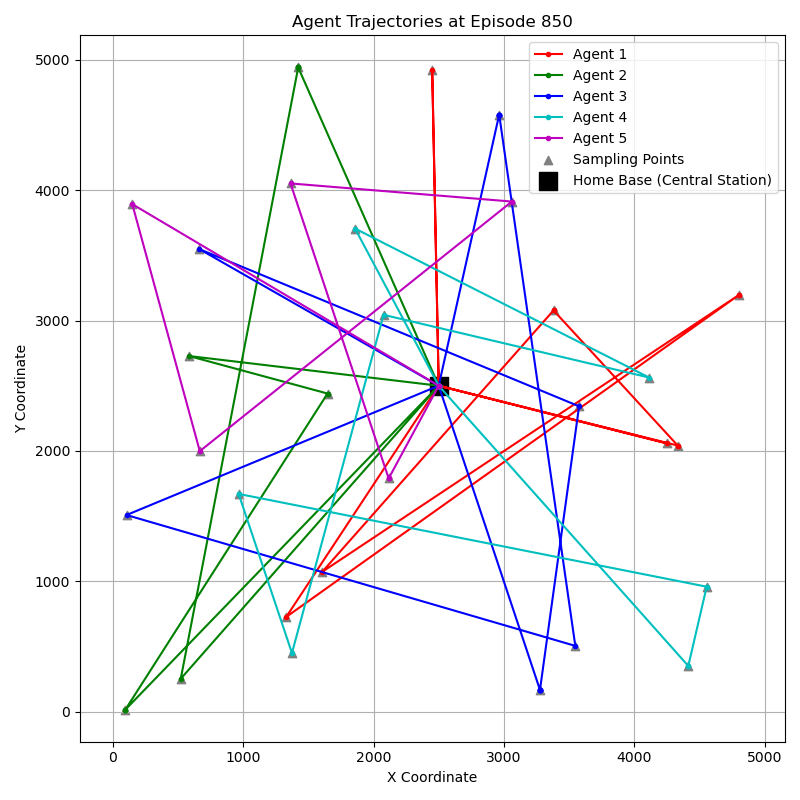 Agent Trajectories at Episode 850
Agent 1
Agent 2
Agent 3
Agent 4
Agent 5
Sampling Points
Home Base (Central Station)
Y Coordinate
5000
4000
3000
2000
1000
0
0 1000 2000 3000 4000 5000
X Coordinate